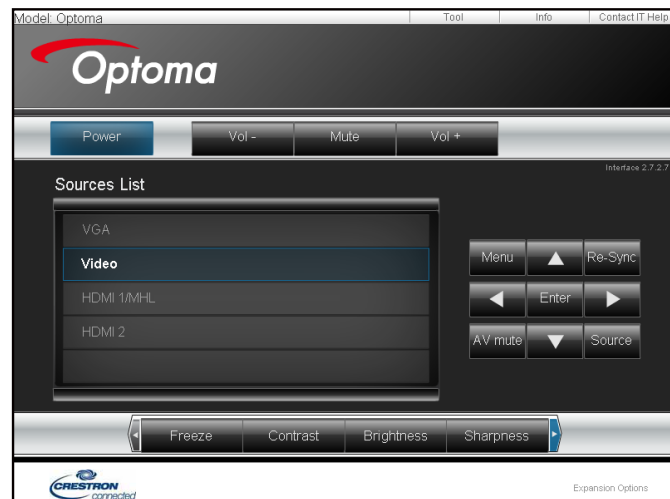 Model: Optoma
Tool
Info
Contact IT Help
Optoma
Power
Vol -
Mute
Vol +
Interface 2.7.2.7
Sources List
VGA
Video
HDMI 1/MHL
HDMI 2
Menu
Re-Sync
Enter
AV mute
Source
Freeze
Contrast
Brightness
Sharpness
CRESTRON
connected
Expansion Options